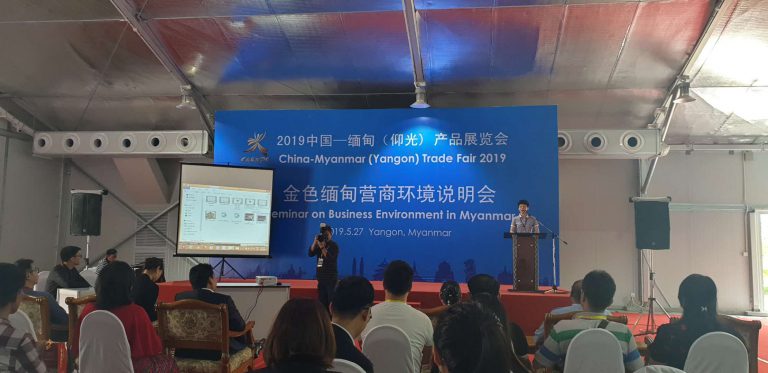 2019中国—缅甸（仰光）产品展览会
China-Myanmar (Yangon) Trade Fair 2019
金色缅甸营商环境说明会
eminar on Business Environment in Myanmar
19.5.27 Yangon, Myanmar